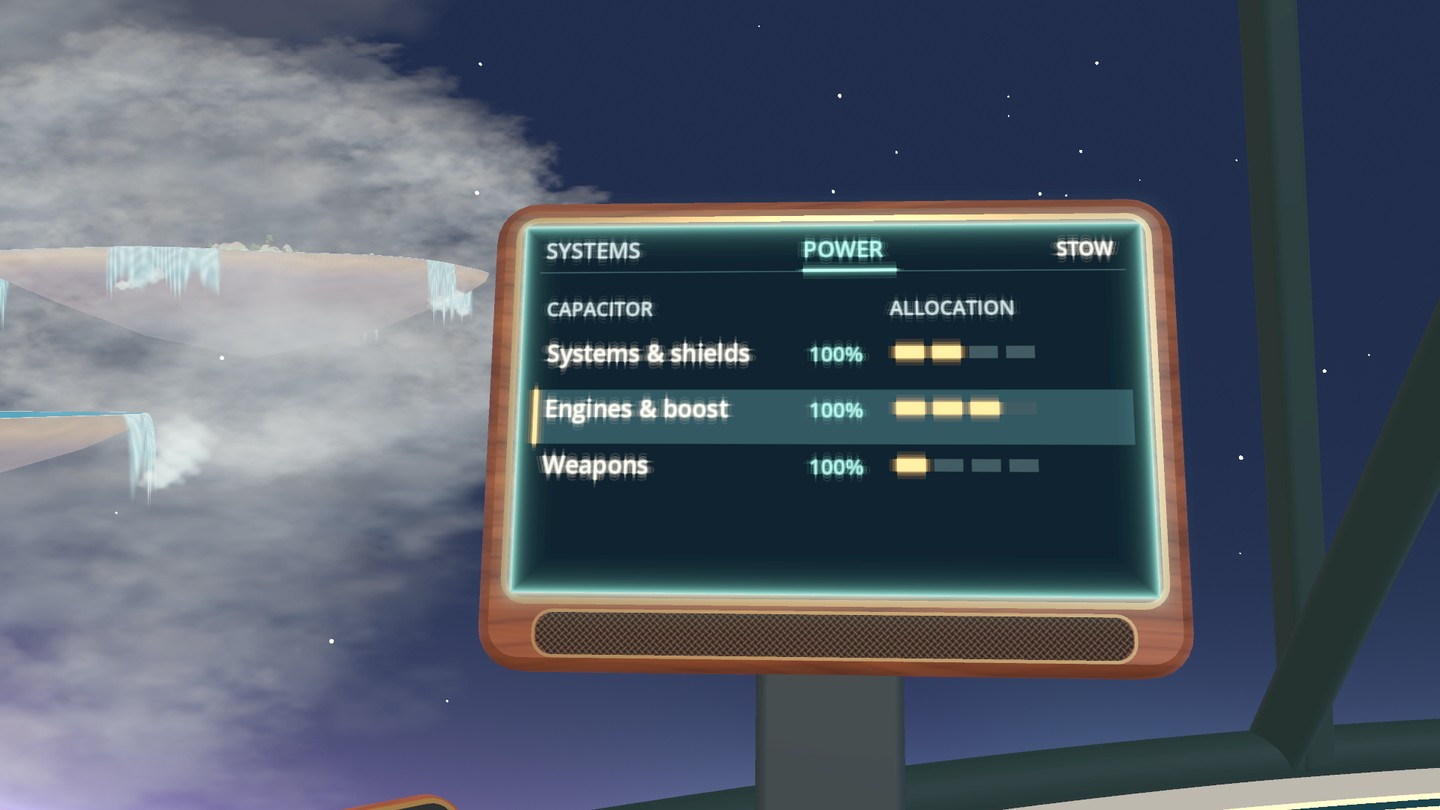 SYSTEMS POWER STOW
CAPACITOR ALLOCATION
Systems & shields 100%
Engines & boost 100%
Weapons 100%